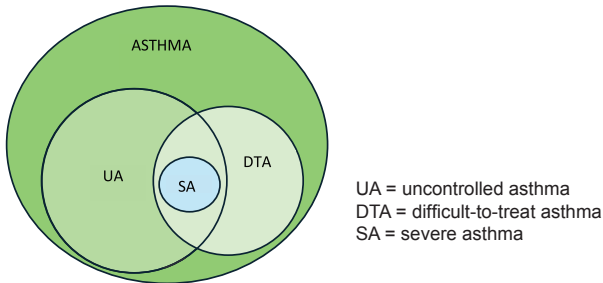 ASTHMA
UA
SA
DTA
UA = uncontrolled asthma
DTA = difficult-to-treat asthma
SA = severe asthma